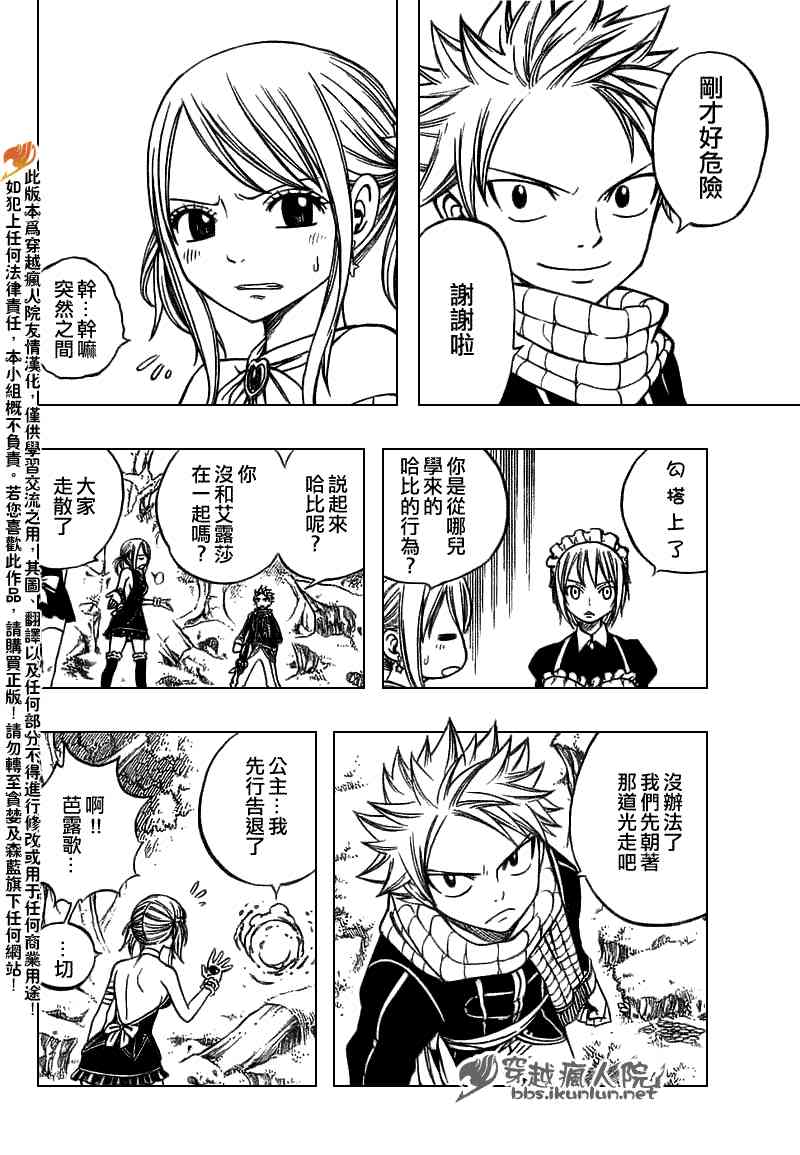 剛才好危險
謝謝啦
幹…幹嘛
突然之間
勾搭上了
你是從哪兒
學來的
哈比的行為?
說起來
哈比呢?
你
沒和艾露莎
在一起嗎?
大家
走散了
沒辦法了
我們先朝著
那道光走吧
公主…我
先行告退了
啊!!
芭露歌…
…切
此版本爲穿越瘋人院友情漢化,僅供學習交流之用,其圖、翻譯以及任何部分不得進行修改或用于任何商業用途!
如犯上任何法律責任,本小組概不負責。若您喜歡此作品,請購買正版!請勿轉至貪婪及森藍旗下任何網站!
穿越瘋人院
bbs.ikunlun.net